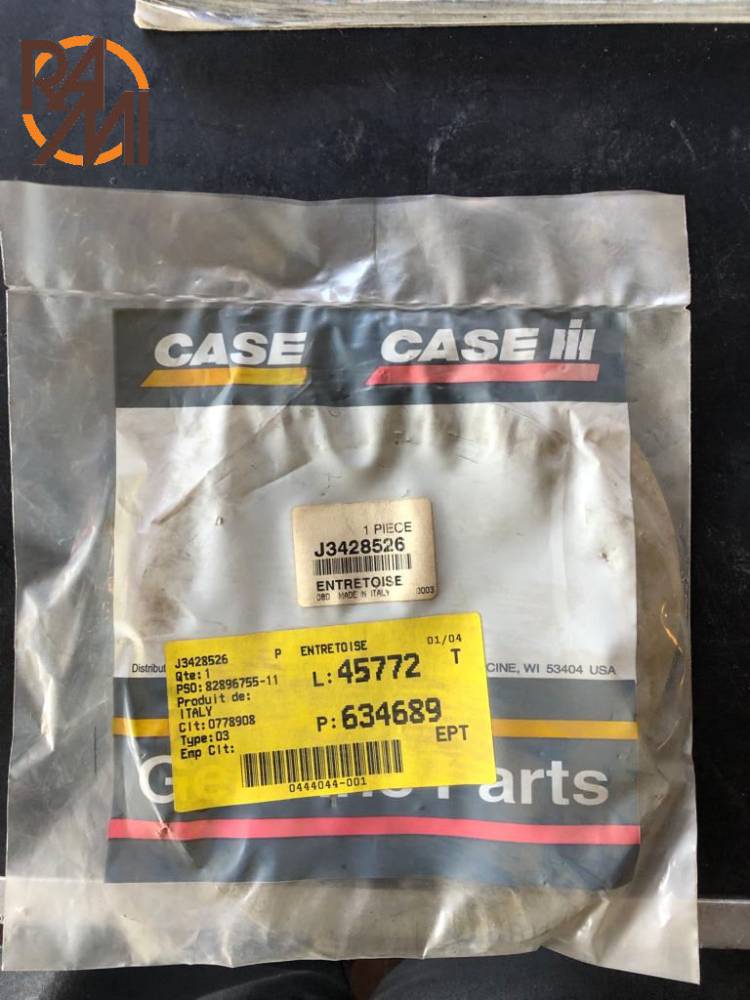 RAMI
CASE CASE III
1 PIECE
J3428526
ENTRETOISE
MADE IN ITALY 0003
Distribut CINE, WI 53404 USA
J3428526 P ENTRETOISE 01/04
Qte: 1 L: 45772 T
PSO: 82896755-11
Produit de:
ITALY
Clt: 0778908 P: 634689
Type: 03 EPT
Emp Clt:
0444044-001
Parts